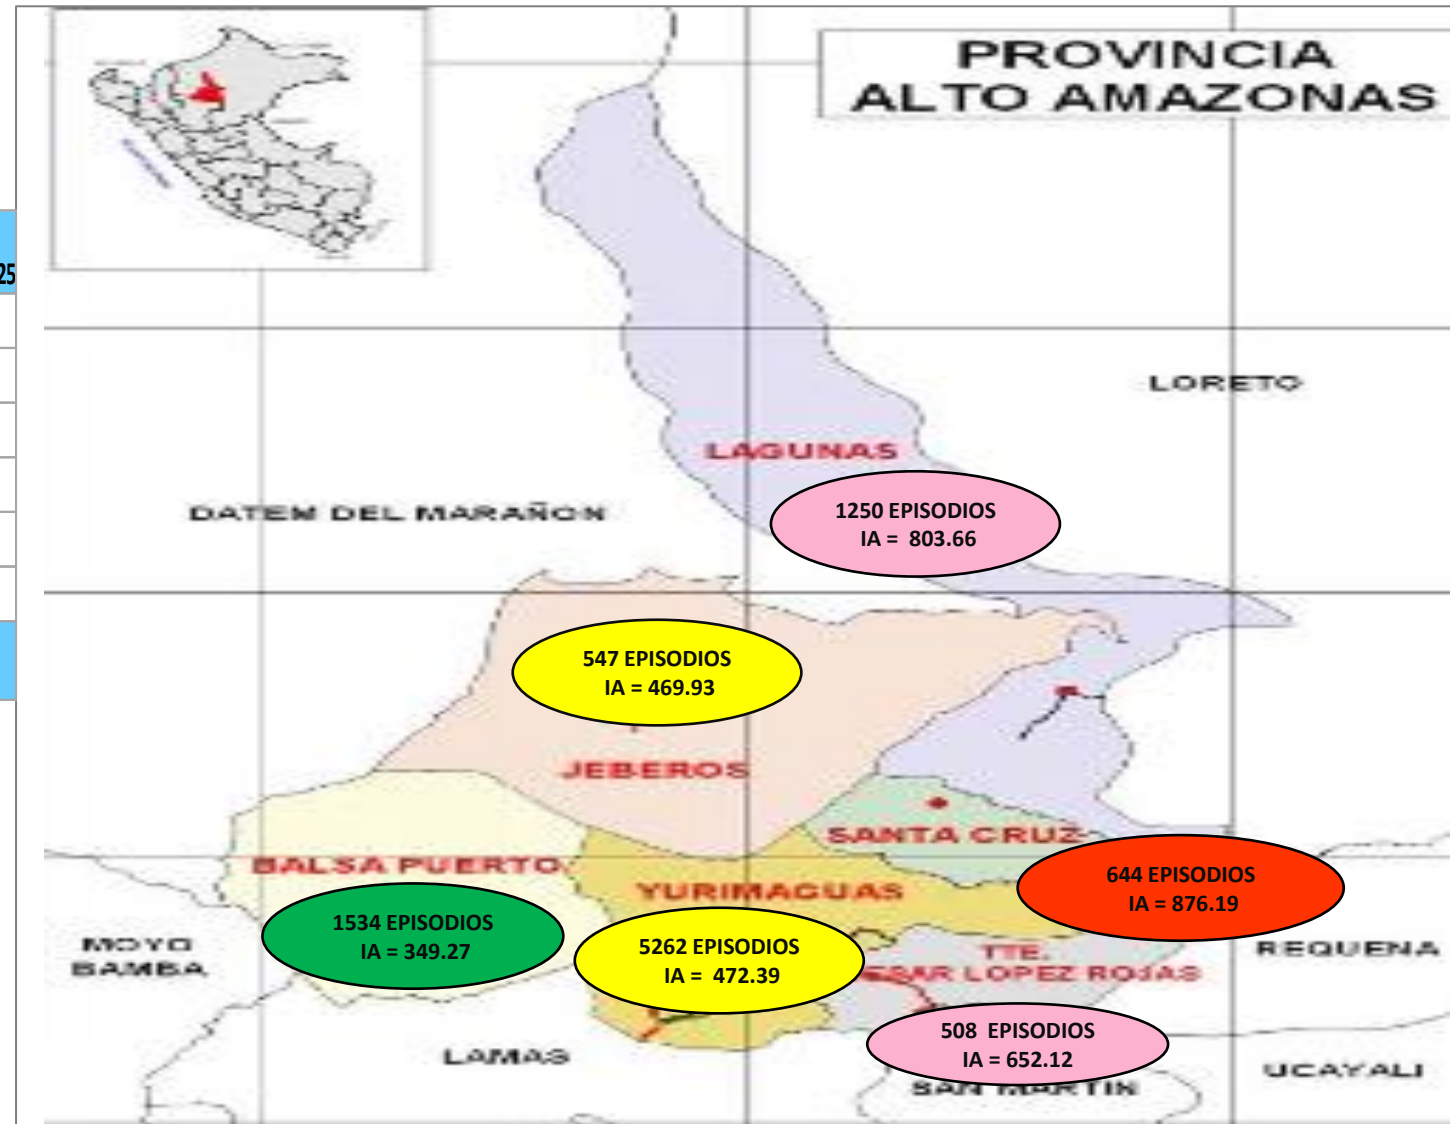 PROVINCIA
ALTO AMAZONAS
25
LORETO
LAGUNAS
1250 EPISODIOS
IA = 803.66
DATEM DEL MARAÑON
547 EPISODIOS
IA = 469.93
JEBEROS
SANTA CRUZ
BALSA PUERTO
YURIMAGUAS
644 EPISODIOS
IA = 876.19
1534 EPISODIOS
IA = 349.27
5262 EPISODIOS
IA = 472.39
MOYO
BAMBA
TTE.
ESAR LOPEZ ROJAS
REQUENA
508 EPISODIOS
IA = 652.12
LAMAS
SAN MARTIN
UCAYALI